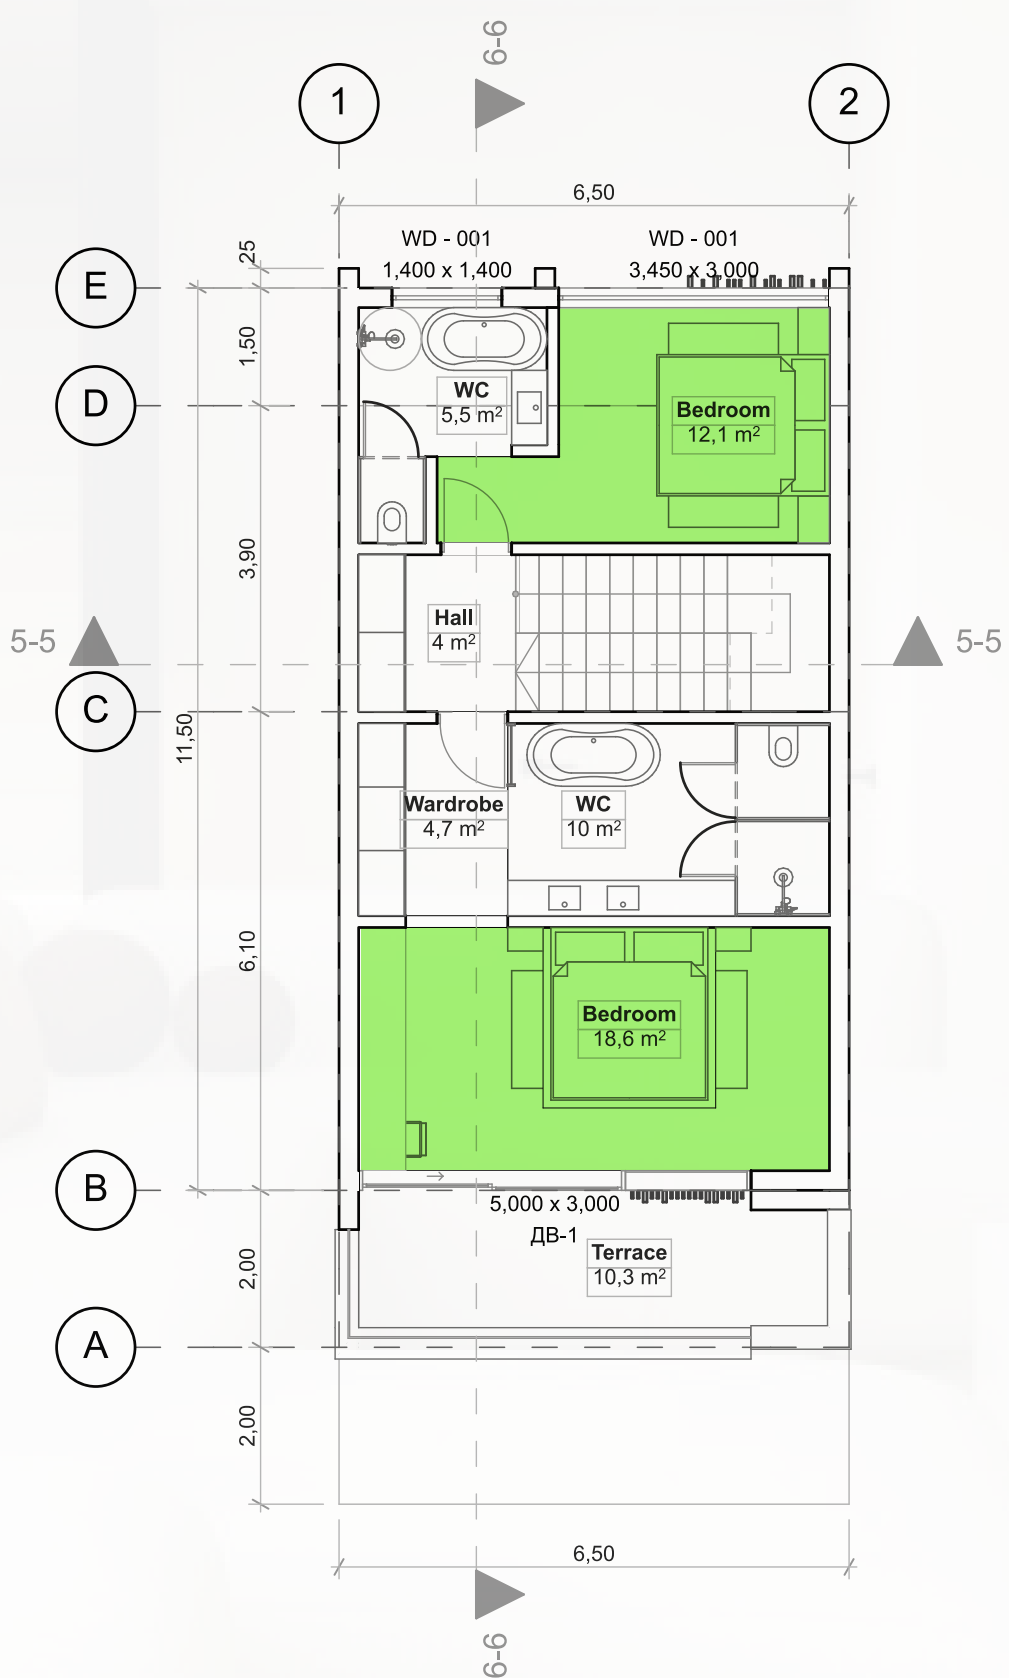 6-6
1
2
6,50
25
WD - 001
WD - 001
1,400 x 1,400
3,450 x 3,000
E
1,50
WC
5,5 m²
D
Bedroom
12,1 m²
3,90
Hall
4 m²
5-5
5-5
C
11,50
Wardrobe
4,7 m²
WC
10 m²
6,10
Bedroom
18,6 m²
B
5,000 x 3,000
ДВ-1
Terrace
10,3 m²
2,00
A
2,00
6,50
6-6